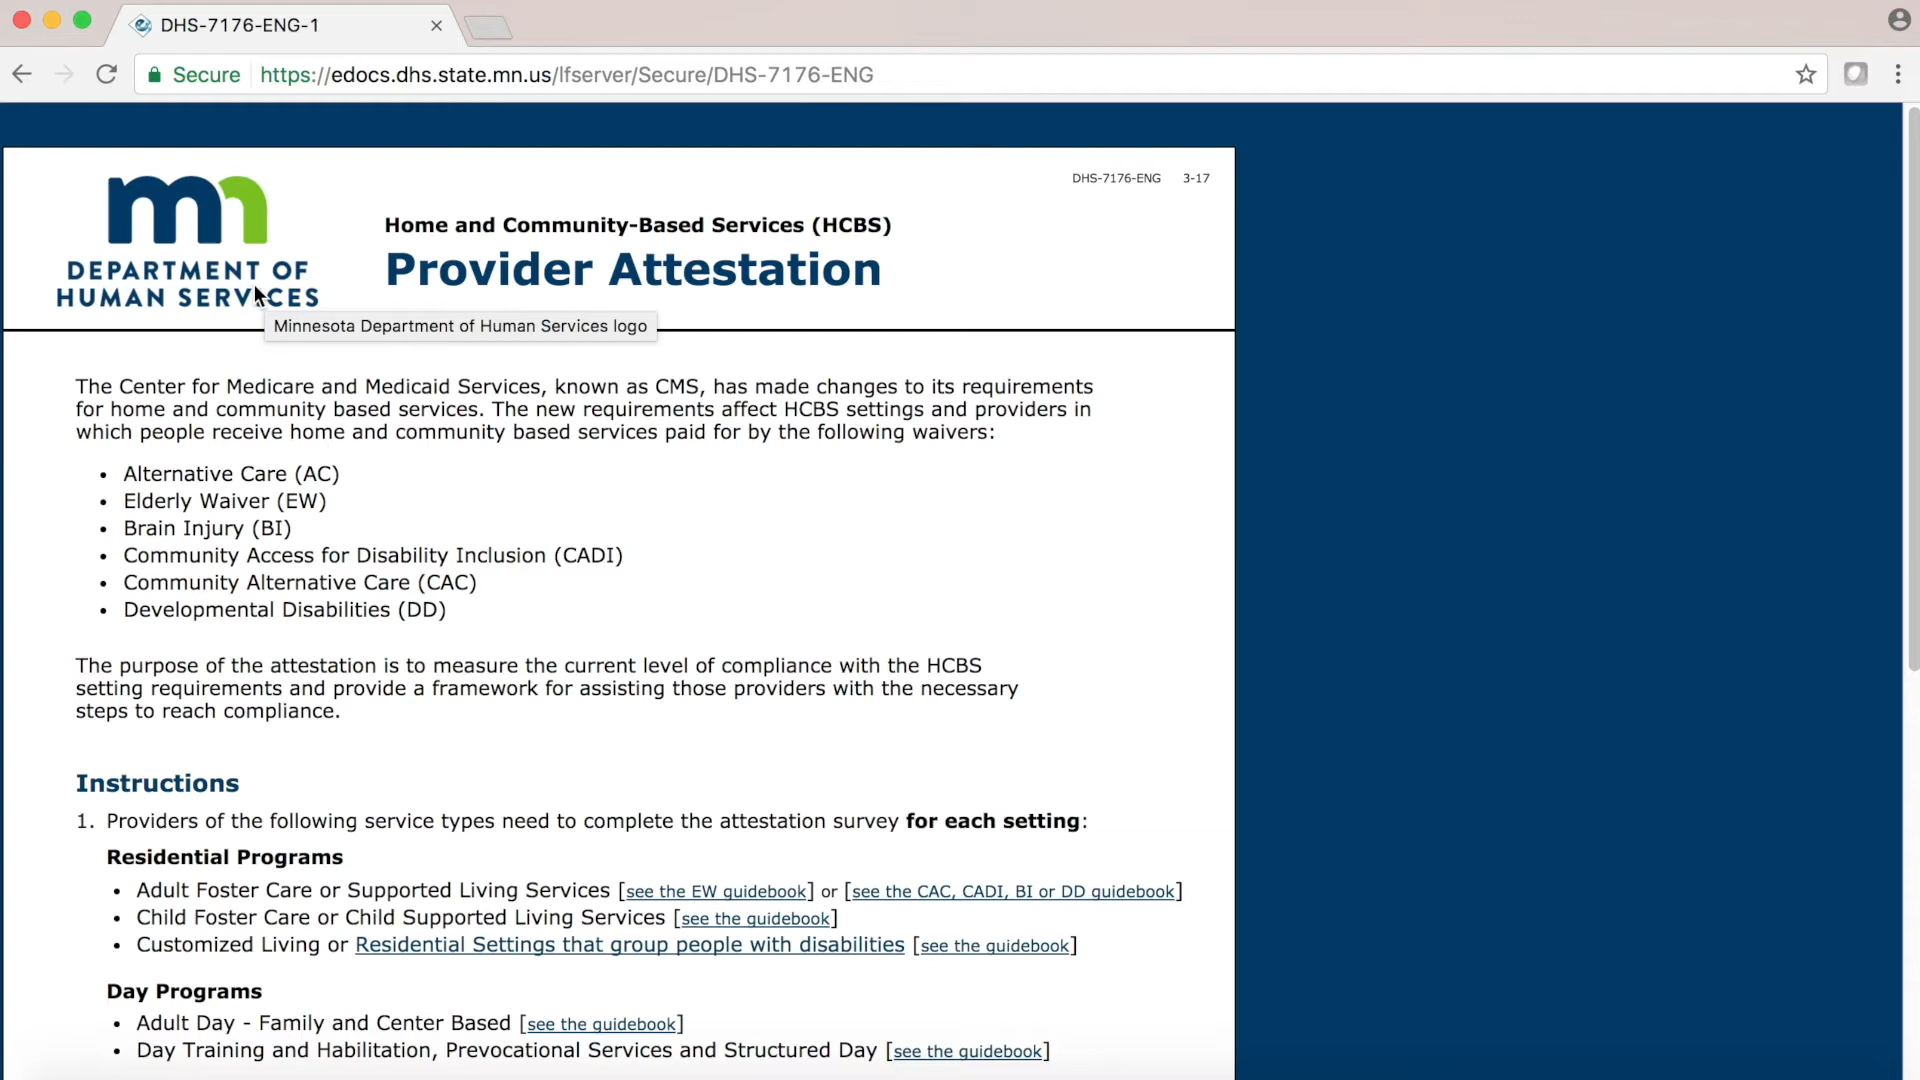 DHS-7176-ENG-1
Secure https://edocs.dhs.state.mn.us/lfserver/Secure/DHS-7176-ENG
DHS-7176-ENG 3-17
mn
DEPARTMENT OF
HUMAN SERVICES
Home and Community-Based Services (HCBS)
Provider Attestation
Minnesota Department of Human Services logo
The Center for Medicare and Medicaid Services, known as CMS, has made changes to its requirements
for home and community based services. The new requirements affect HCBS settings and providers in
which people receive home and community based services paid for by the following waivers:
• Alternative Care (AC)
• Elderly Waiver (EW)
• Brain Injury (BI)
• Community Access for Disability Inclusion (CADI)
• Community Alternative Care (CAC)
• Developmental Disabilities (DD)
The purpose of the attestation is to measure the current level of compliance with the HCBS
setting requirements and provide a framework for assisting those providers with the necessary
steps to reach compliance.
Instructions
1. Providers of the following service types need to complete the attestation survey for each setting:
Residential Programs
• Adult Foster Care or Supported Living Services [see the EW guidebook] or [see the CAC, CADI, BI or DD guidebook]
• Child Foster Care or Child Supported Living Services [see the guidebook]
• Customized Living or Residential Settings that group people with disabilities [see the guidebook]
Day Programs
• Adult Day - Family and Center Based [see the guidebook]
• Day Training and Habilitation, Prevocational Services and Structured Day [see the guidebook]